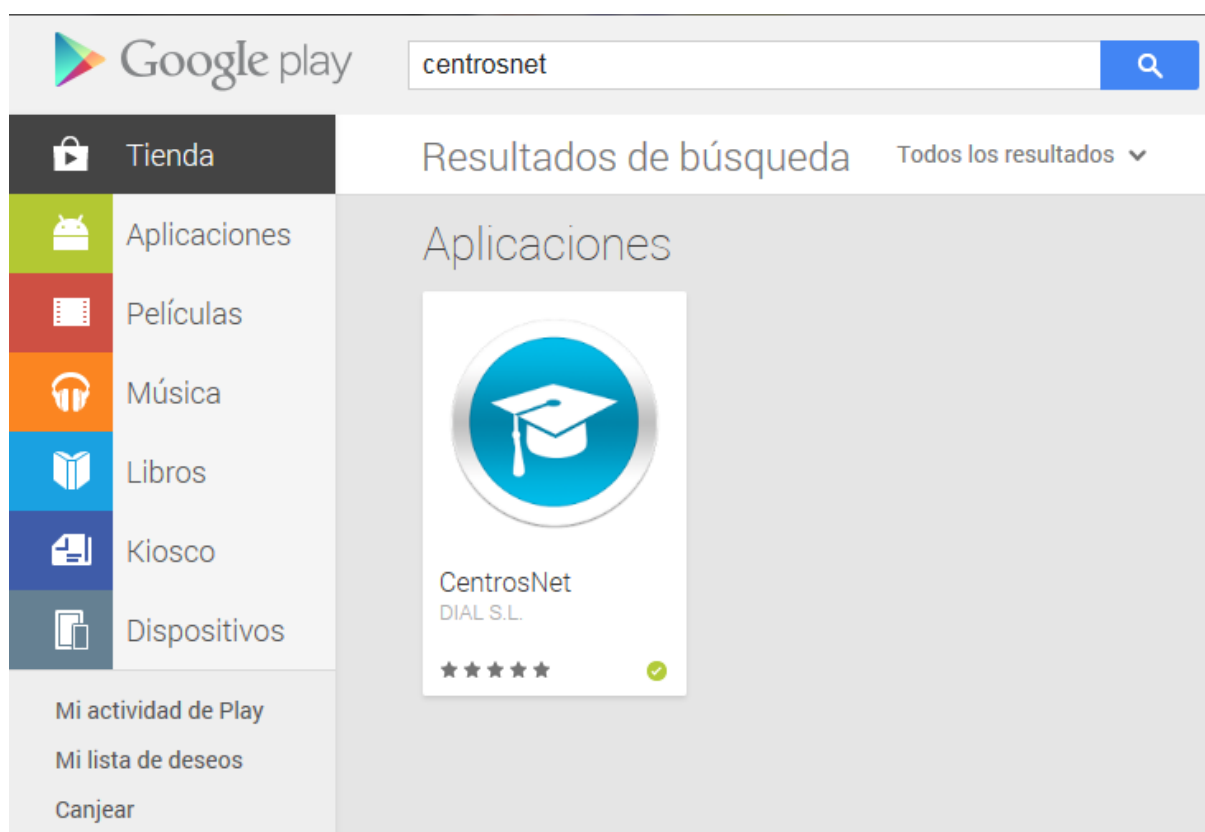 Google play
centrosnet
Tienda
Resultados de búsqueda
Todos los resultados
Aplicaciones
Películas
Música
Libros
Kiosco
Dispositivos
Mi actividad de Play
Mi lista de deseos
Canjear
Aplicaciones
CentrosNet
DIAL S.L.